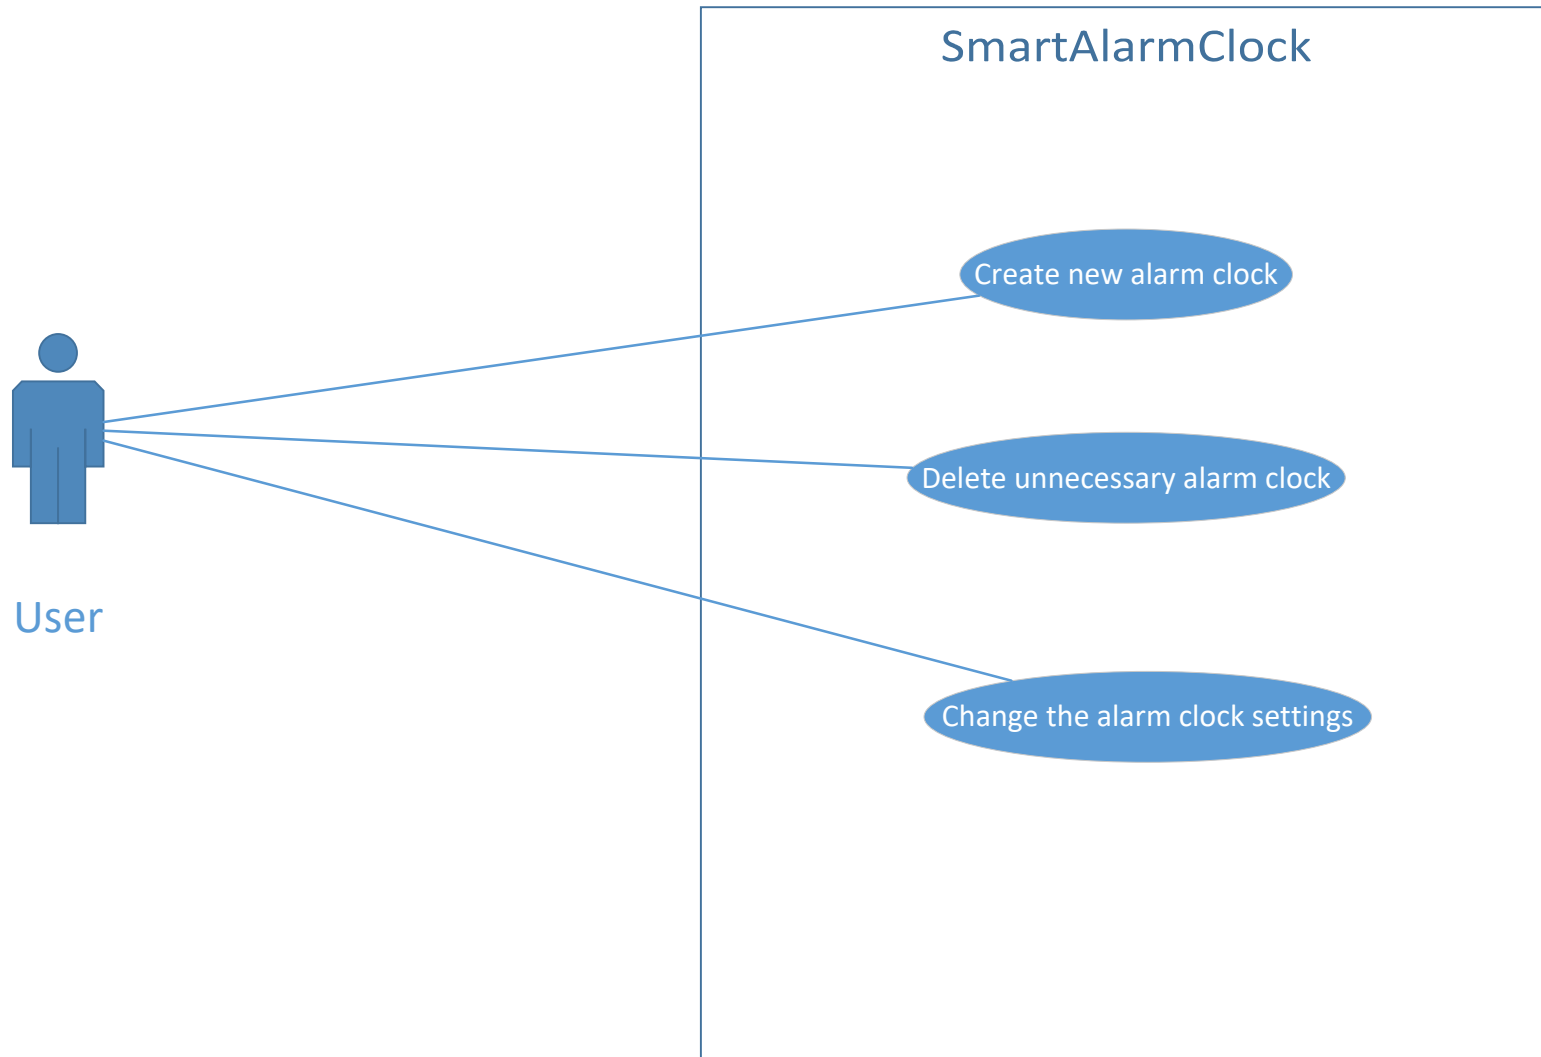 SmartAlarmClock
Create new alarm clock
Delete unnecessary alarm clock
User
Change the alarm clock settings